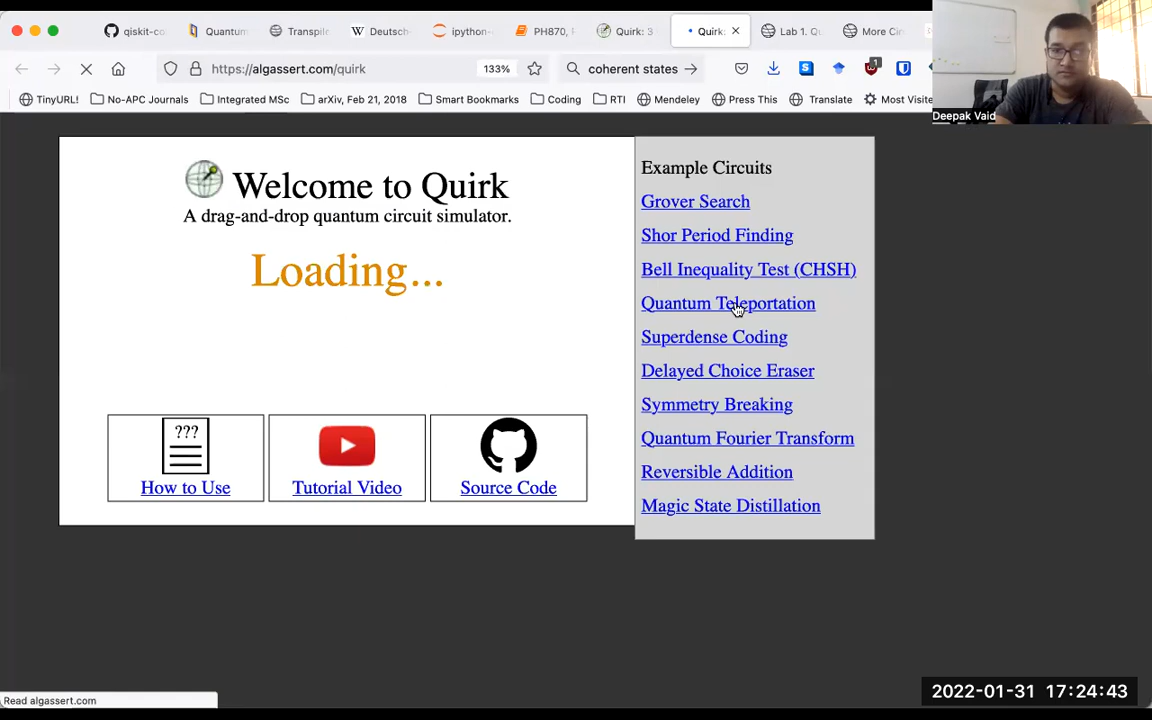 qiskit-co
Quantum
Transpile
Deutsch
ipython-
PH870,
Quirk: 3
Quirk:
Lab 1. Qu
More Cir
https://algassert.com/quirk
133%
coherent states
1
TinyURL!
No-APC Journals
Integrated MSc
arXiv, Feb 21, 2018
Smart Bookmarks
Coding
RTI
Mendeley
Press This
Translate
Most Visite
Deepak Vaid
Welcome to Quirk
A drag-and-drop quantum circuit simulator.
Loading...
???
How to Use
Tutorial Video
Source Code
Example Circuits
Grover Search
Shor Period Finding
Bell Inequality Test (CHSH)
Quantum Teleportation
Superdense Coding
Delayed Choice Eraser
Symmetry Breaking
Quantum Fourier Transform
Reversible Addition
Magic State Distillation
Read algassert.com
2022-01-31 17:24:43